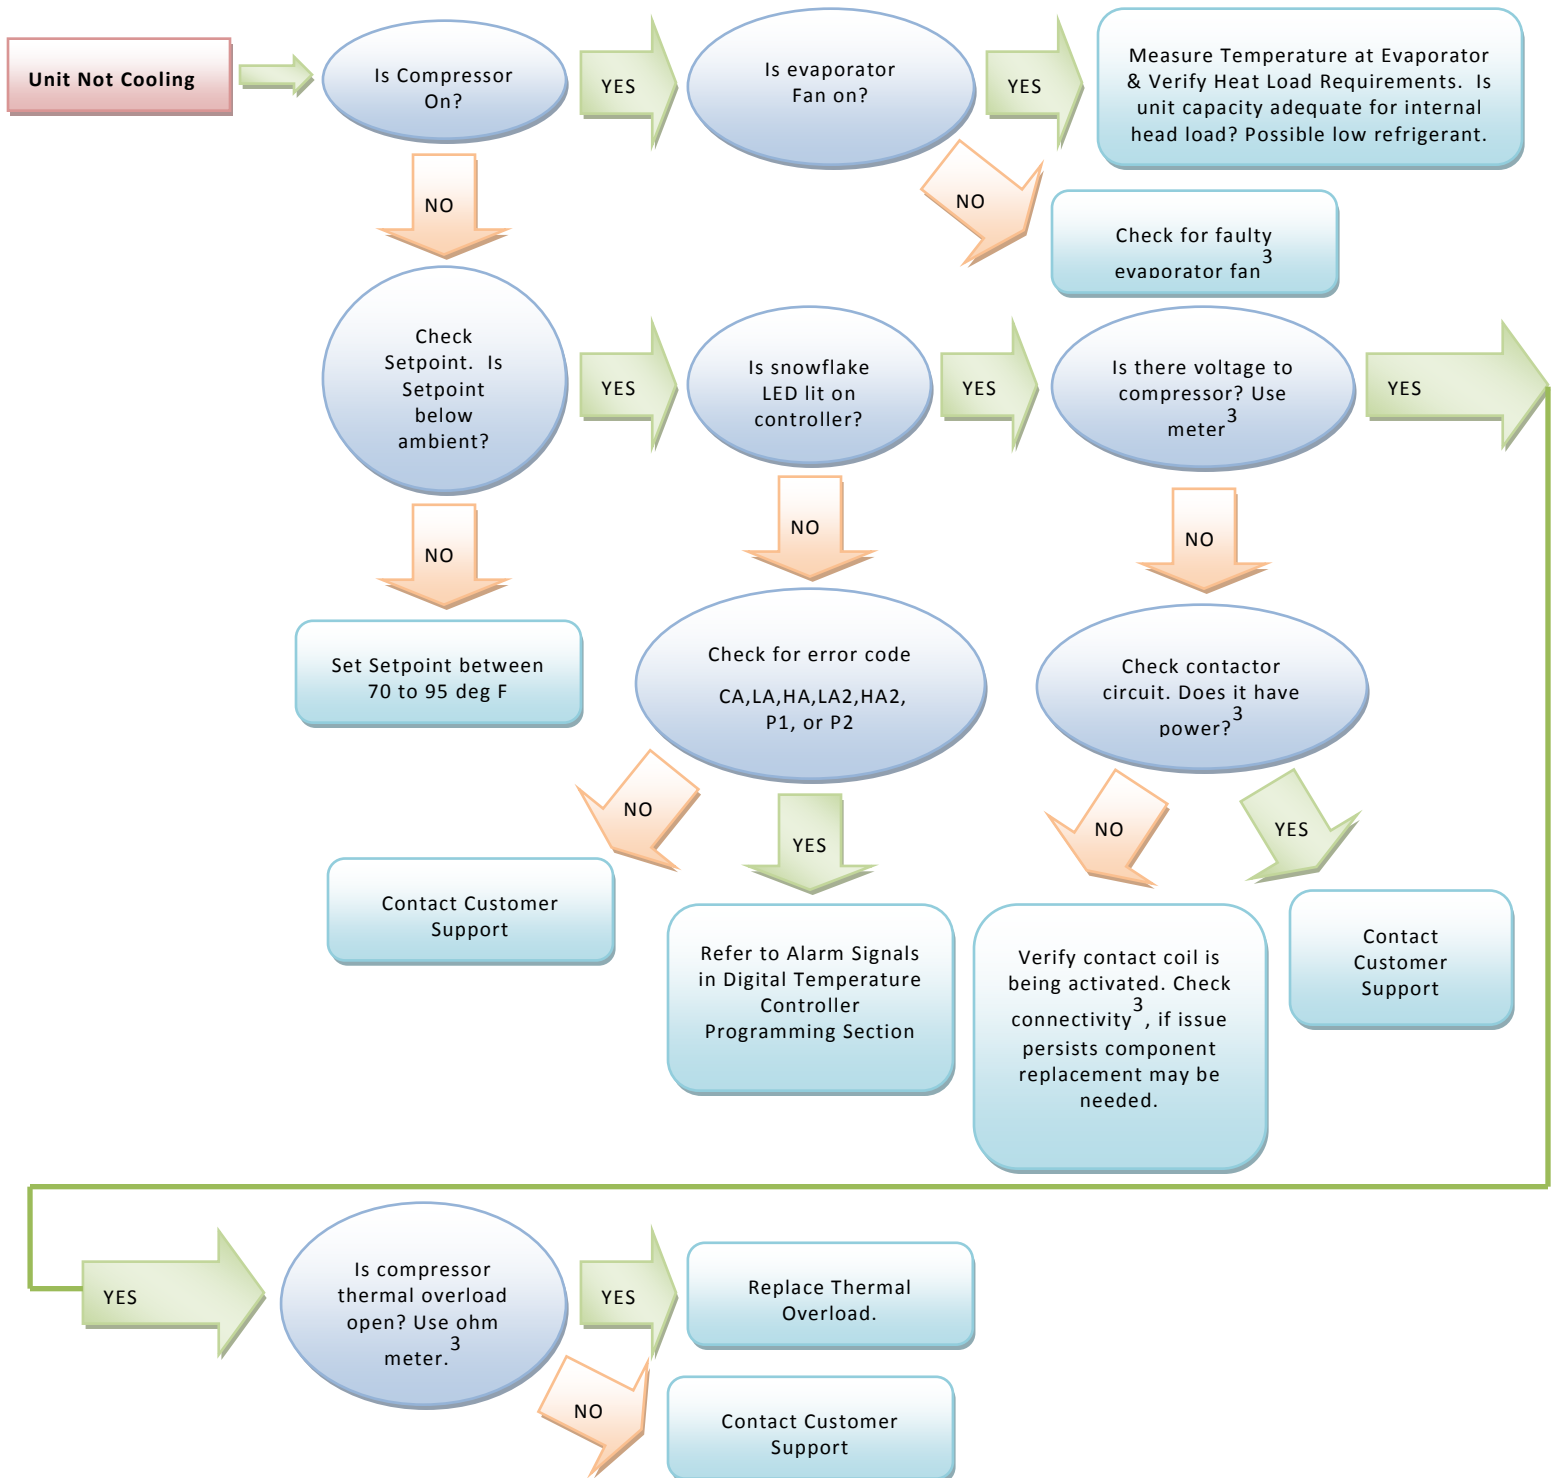 Unit Not Cooling
Is Compressor
On?
YES
Is evaporator
Fan on?
YES
Measure Temperature at Evaporator
& Verify Heat Load Requirements.  Is
unit capacity adequate for internal
head load? Possible low refrigerant.
NO
NO
Check for faulty
evaporator fan3
Check
Setpoint.  Is
Setpoint
below
ambient?
YES
Is snowflake
LED lit on
controller?
YES
Is there voltage to
compressor? Use
meter3
YES
NO
NO
NO
Set Setpoint between
70 to 95 deg F
Check for error code
CA,LA,HA,LA2,HA2,
P1, or P2
Check contactor
circuit. Does it have
power?3
NO
YES
NO
YES
Contact Customer
Support
Refer to Alarm Signals
in Digital Temperature
Controller
Programming Section
Verify contact coil is
being activated. Check
connectivity3, if issue
persists component
replacement may be
needed.
Contact
Customer
Support
YES
Is compressor
thermal overload
open? Use ohm
meter.3
YES
Replace Thermal
Overload.
NO
Contact Customer
Support